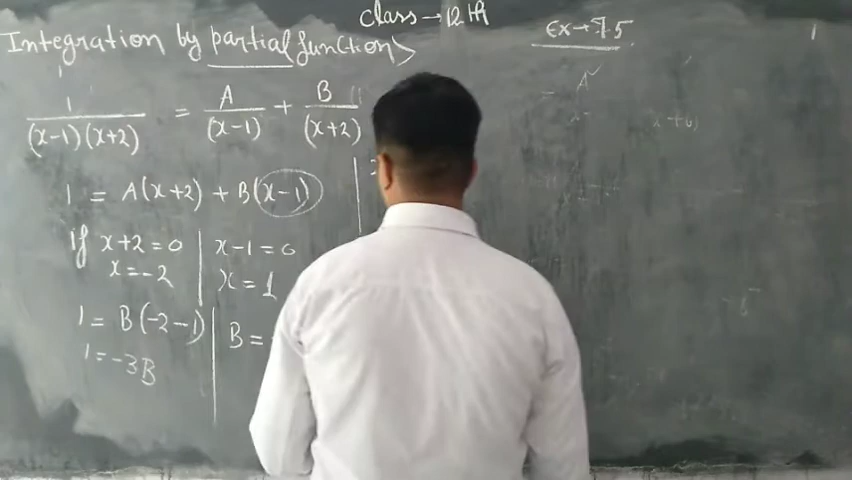 class → 12th
Ex → 7.5
Integration by partial function>
1/(x-1)(x+2) = A/(x-1) + B/(x+2)
1 = A(x+2) + B(x-1)
If x+2=0
x=-2
1 = B(-2-1)
1=-3B
x-1=0
x=1
B=